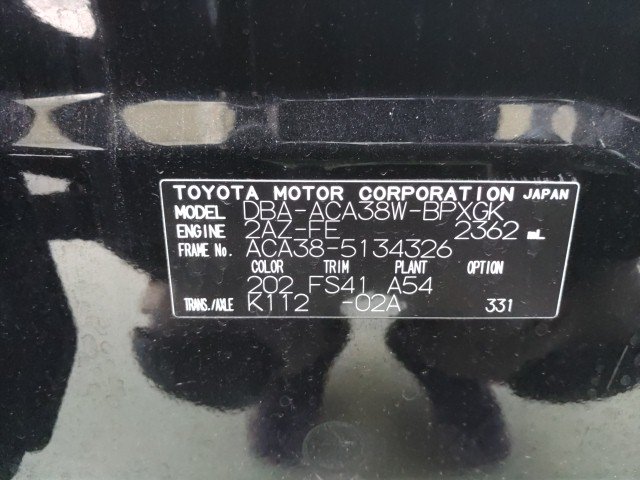 TOYOTA MOTOR CORPORATION JAPAN
MODEL DBA-ACA38W-BPXGK
ENGINE 2AZ-FE 2362 mL
FRAME No. ACA38-5134326
COLOR TRIM PLANT OPTION
202 FS41 A54
TRANS./AXLE K112 -02A 331